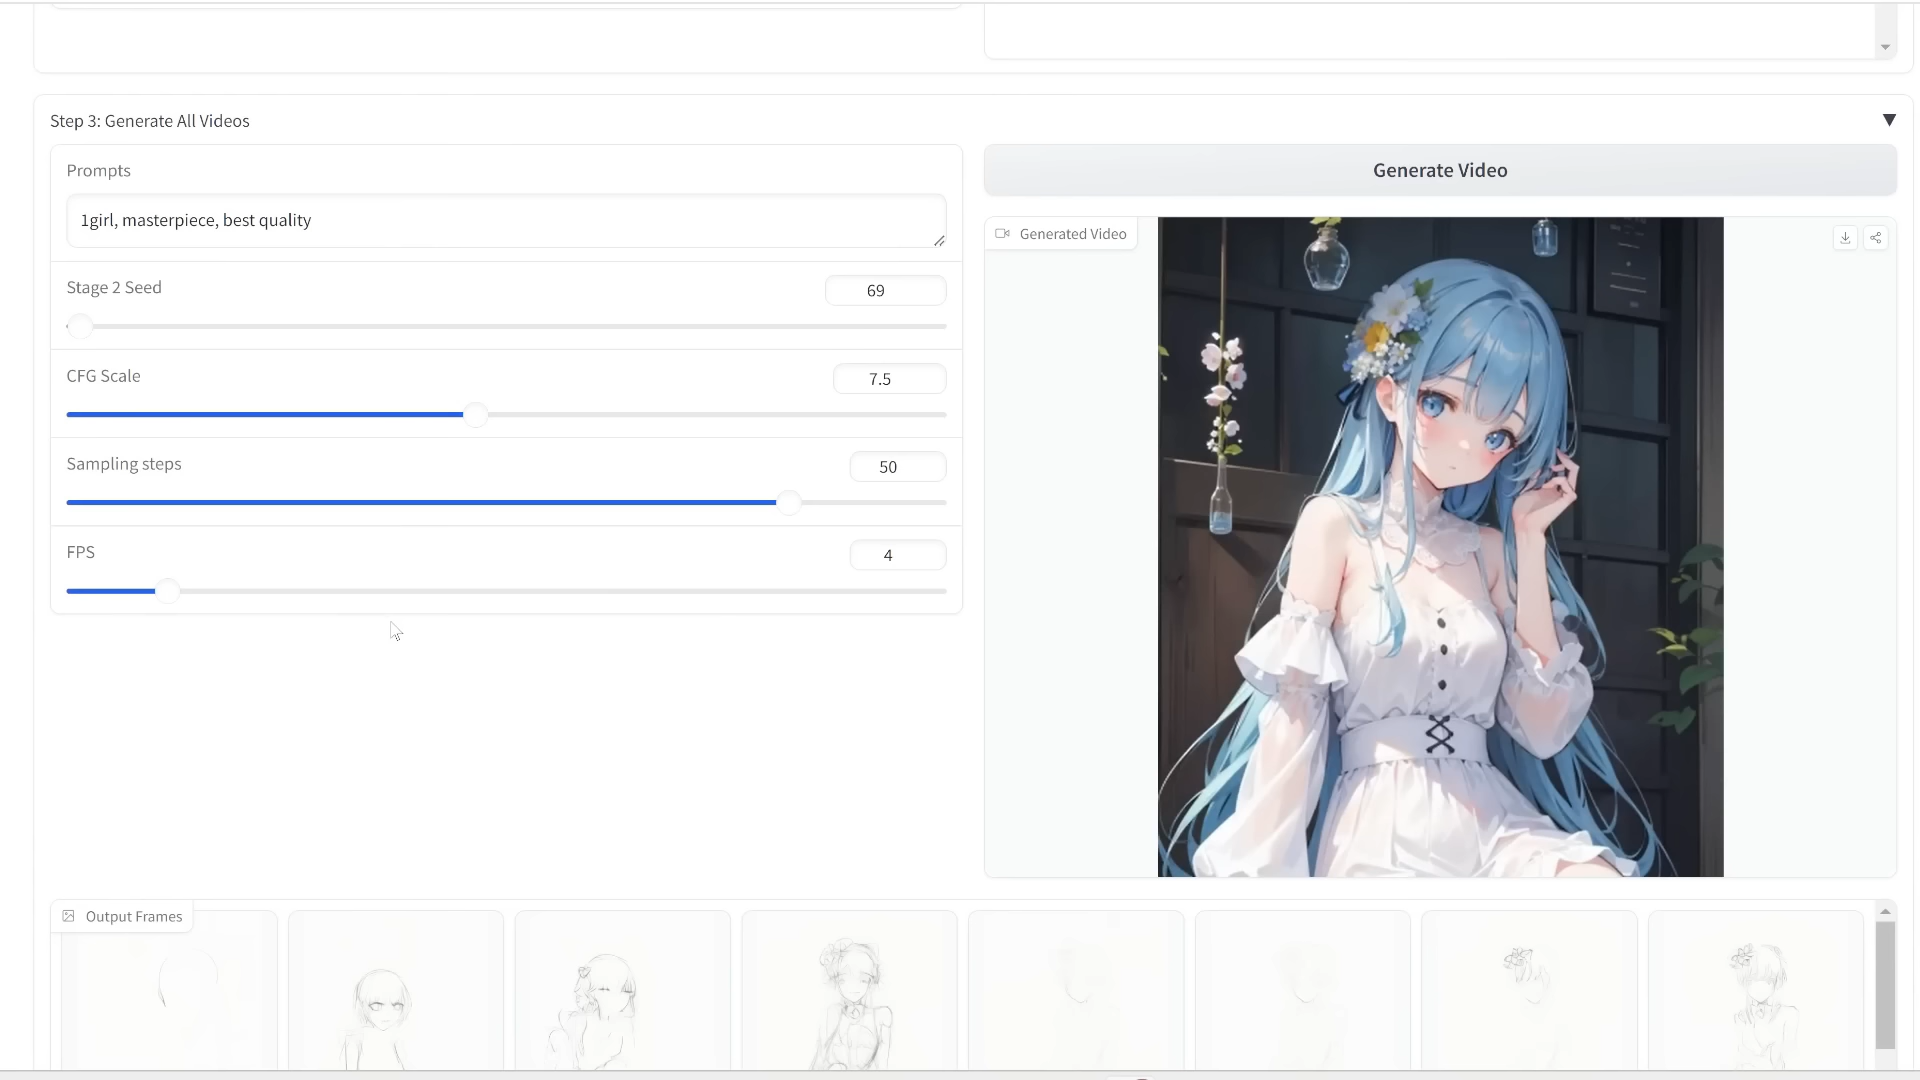 Step 3: Generate All Videos
▼
Prompts
1girl, masterpiece, best quality
Stage 2 Seed
69
CFG Scale
7.5
Sampling steps
50
FPS
4
Generate Video
Generated Video
Output Frames